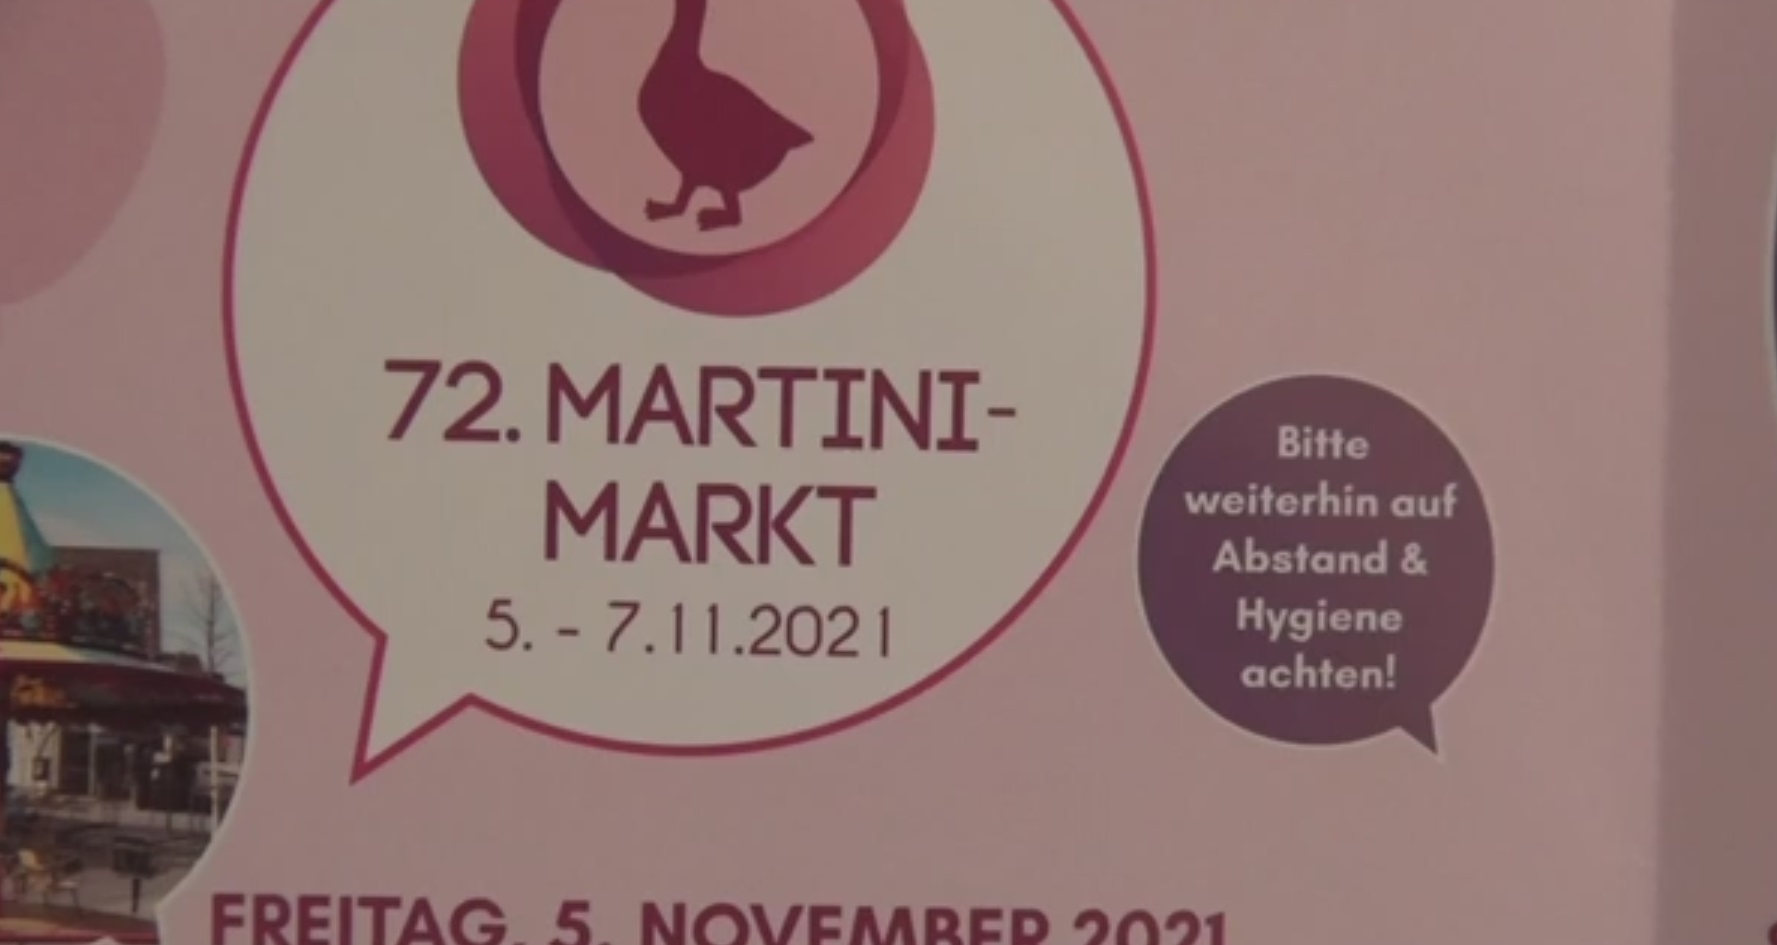 72. MARTINI-
MARKT
5. - 7.11.2021
Bitte
weiterhin auf
Abstand &
Hygiene
achten!
FREITAG, 5. NOVEMBER 2021